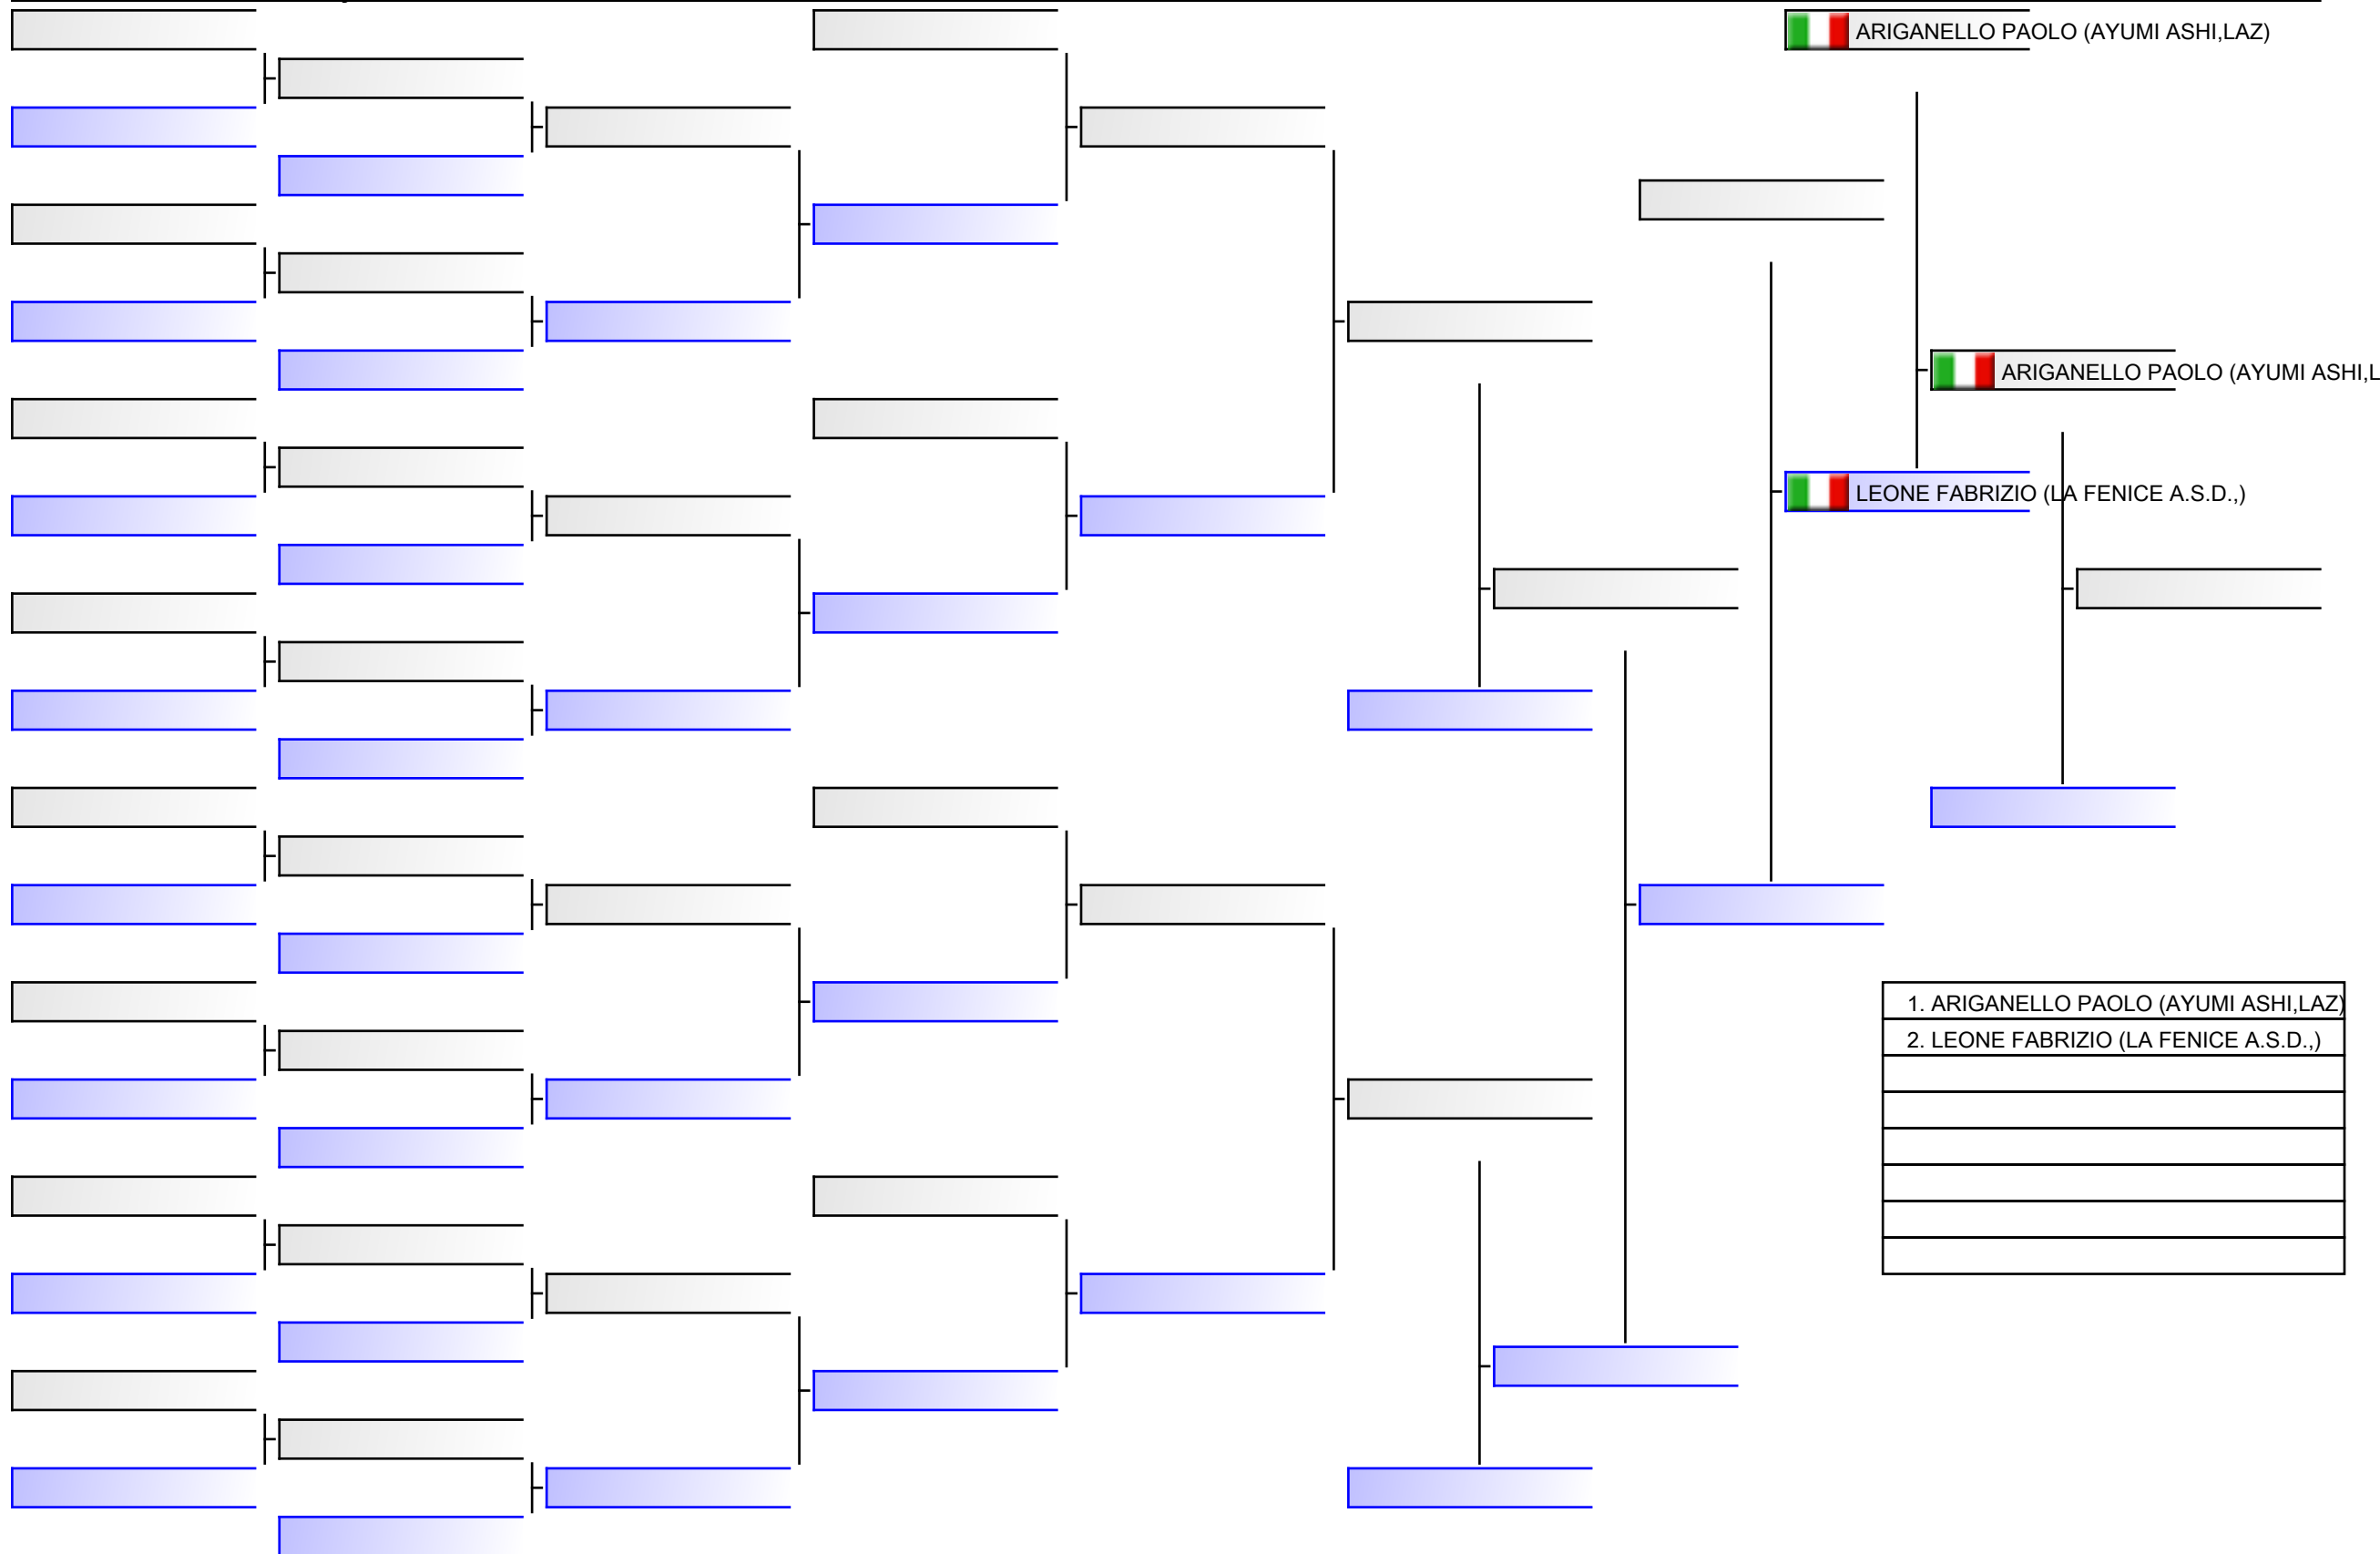 ARIGANELLO PAOLO (AYUMI ASHI,LAZ)
ARIGANELLO PAOLO (AYUMI ASHI,L
LEONE FABRIZIO (LA FENICE A.S.D.,)
1. ARIGANELLO PAOLO (AYUMI ASHI,LAZ)
2. LEONE FABRIZIO (LA FENICE A.S.D.,)